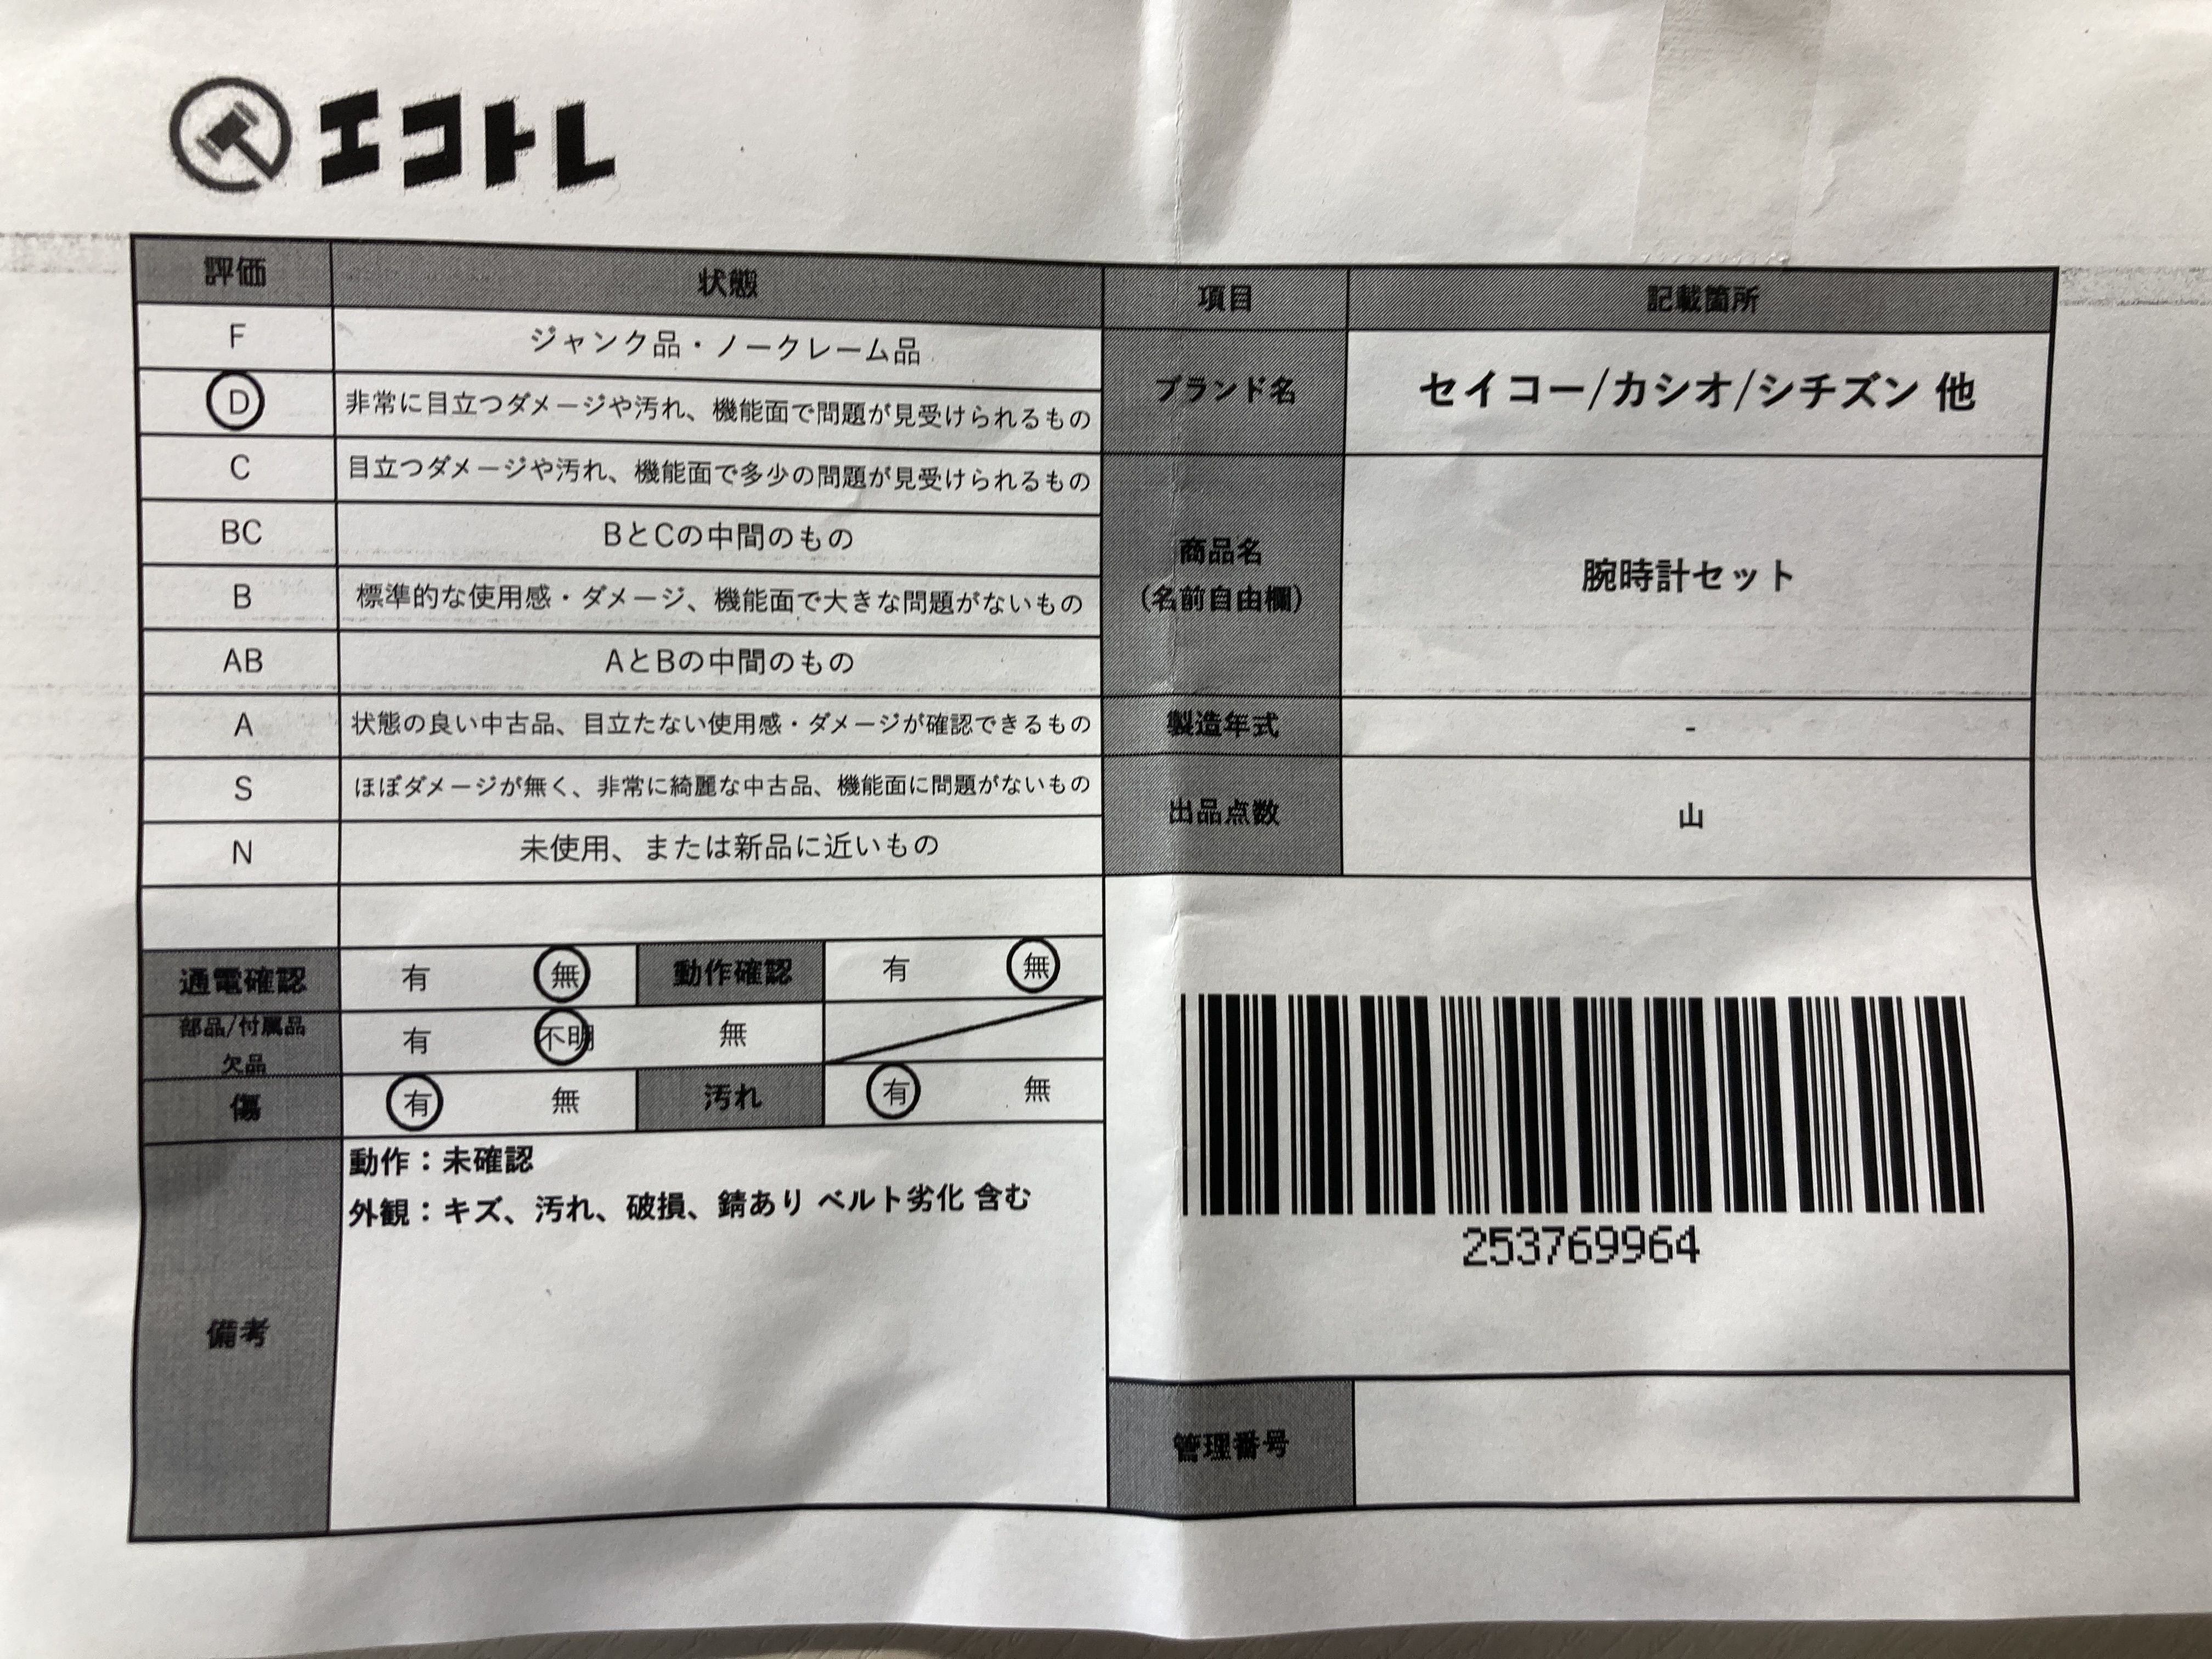 エコトレ
評価 状態
F ジャンク品・ノークレーム品
D 非常に目立つダメージや汚れ、機能面で問題が見受けられるもの
C 目立つダメージや汚れ、機能面で多少の問題が見受けられるもの
BC BとCの中間のもの
B 標準的な使用感・ダメージ、機能面で大きな問題がないもの
AB AとBの中間のもの
A 状態の良い中古品、目立たない使用感・ダメージが確認できるもの
S ほぼダメージが無く、非常に綺麗な中古品、機能面に問題がないもの
N 未使用、または新品に近いもの
通電確認 有 無 動作確認 有 無
部品/付属品
欠品 有 不明 無
傷 有 無 汚れ 有 無
備考
動作：未確認
外観：キズ、汚れ、破損、錆あり ベルト劣化 含む
項目 記載箇所
ブランド名 セイコー/カシオ/シチズン 他
商品名
（名前自由欄） 腕時計セット
製造年式 -
出品点数 山
253769964
管理番号